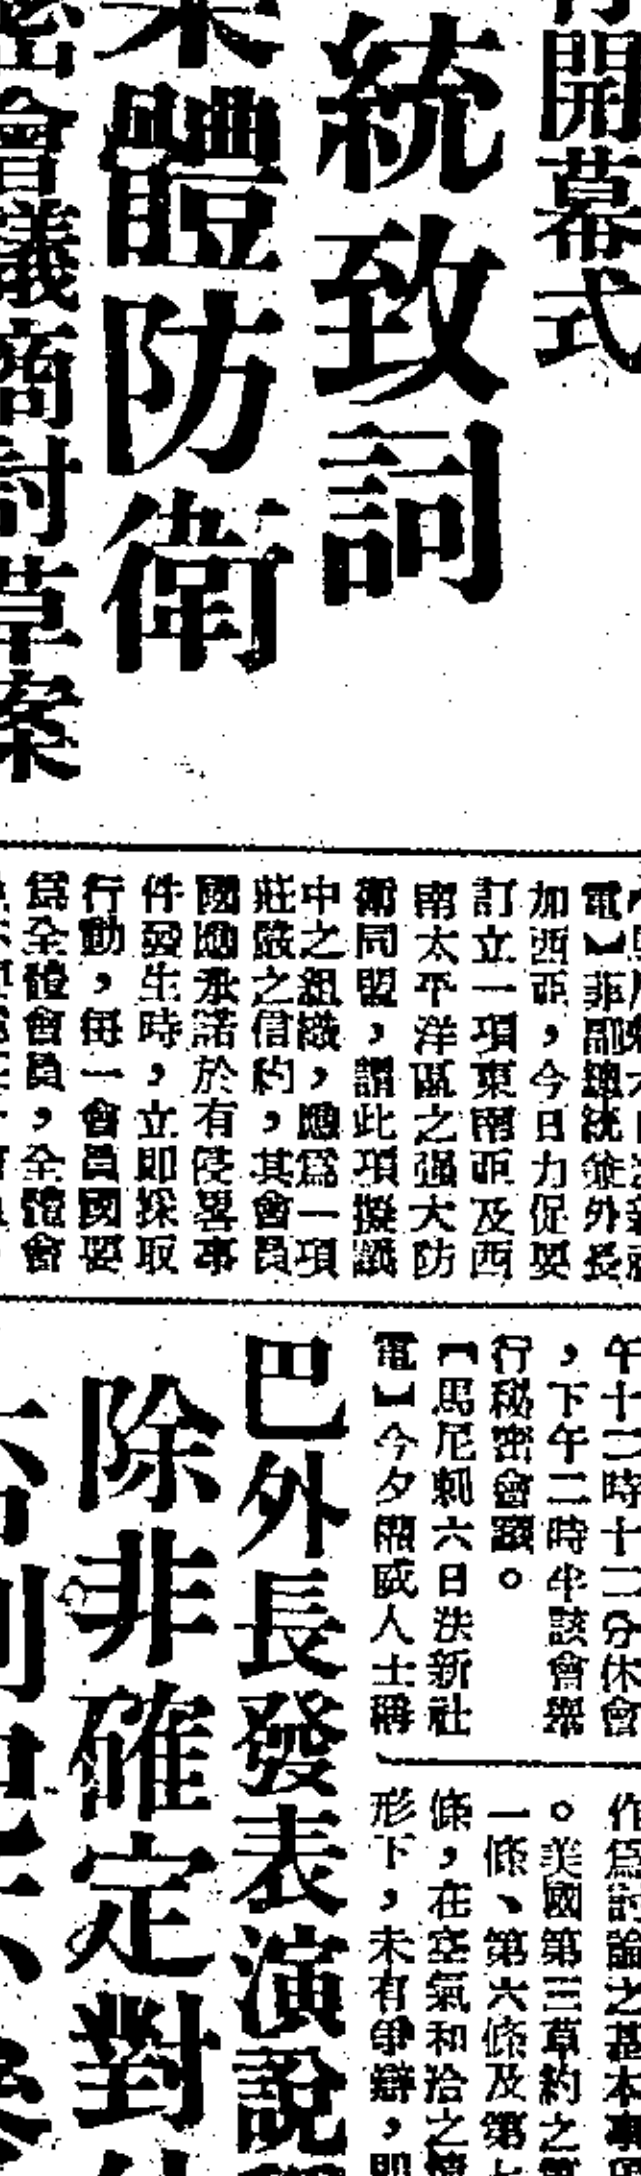 開幕式
統致詞
體防衛
會議商討草案
電】菲副總統兼外長
加西亞，今日力促要
訂立一項東南亞及西
南太平洋區之强大防
衛同盟，謂此項擬議
中之組織，應爲一項
莊嚴之信約，其會員
國應承諾於有侵畧事
件發生時，立即採取
行動，每一會員國要
爲全體會員，全體會
午十二時十二分休會
，下午二時半該會舉
行秘密會議。
【馬尼剌六日法新社
電】今夕權威人士稱
巴外長發表演說
除非確定對
作爲討論之基本事
。美國第三草約之第
一條、第六條及第七
條，在空氣和洽之情
形下，未有爭辯，即